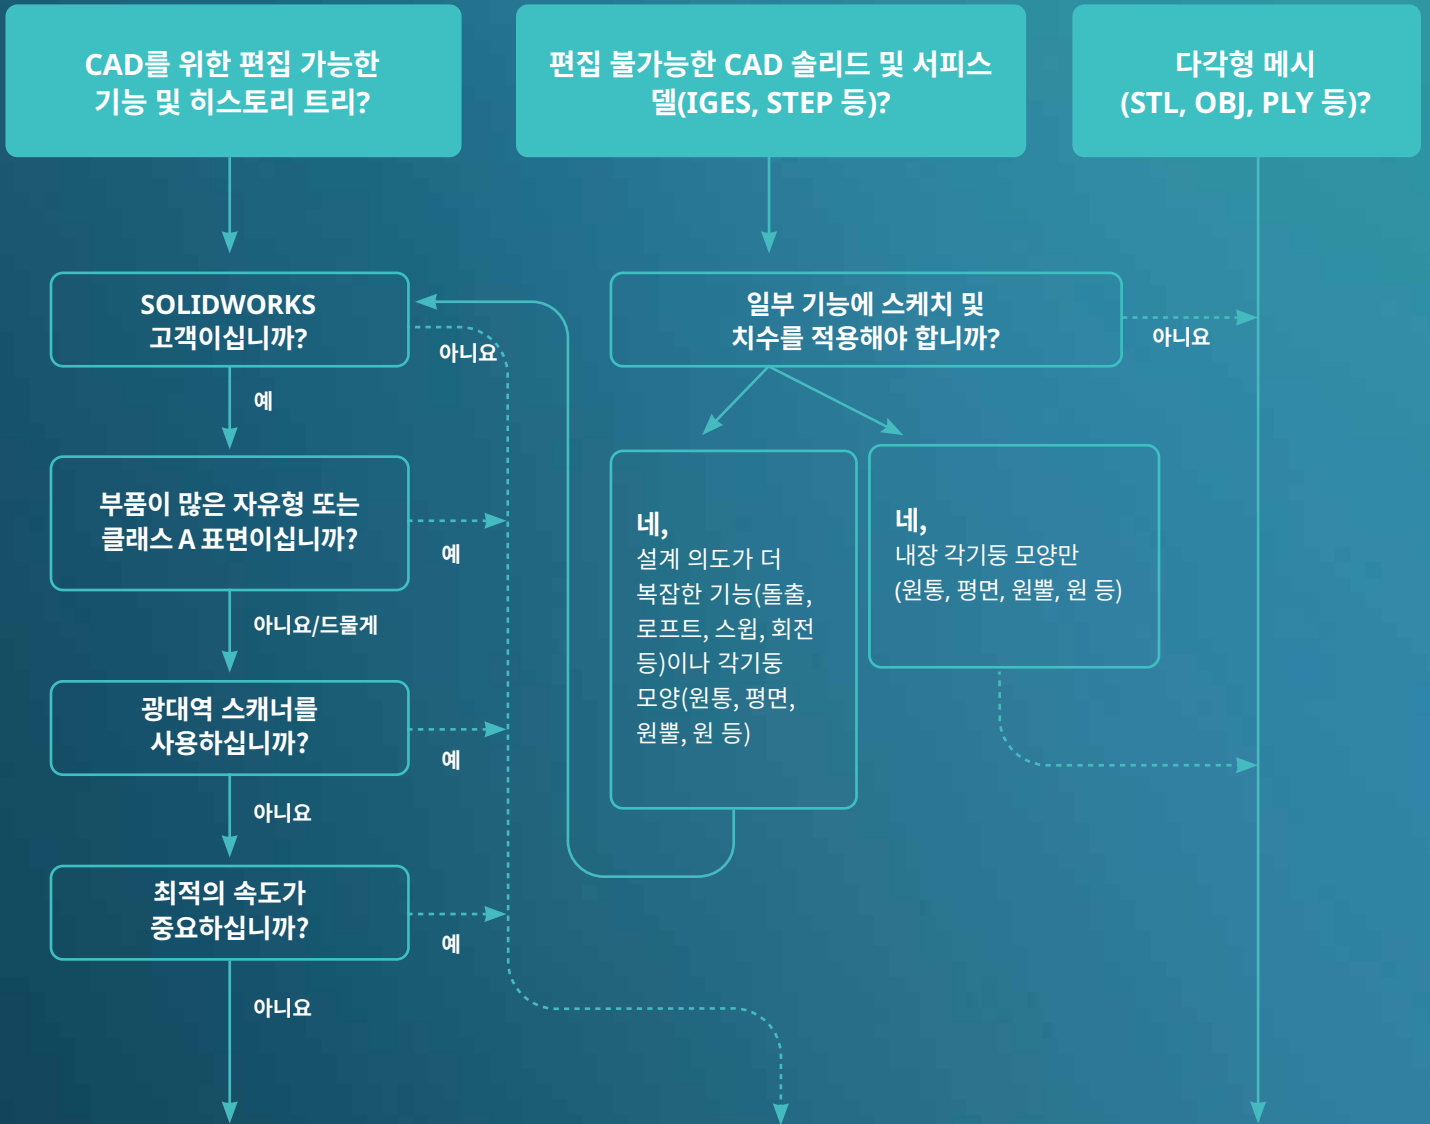 CAD를 위한 편집 가능한
기능 및 히스토리 트리?
편집 불가능한 CAD 솔리드 및 서피스
델(IGES, STEP 등)?
다각형 메시
(STL, OBJ, PLY 등)?
SOLIDWORKS
고객이십니까?
아니요
예
부품이 많은 자유형 또는
클래스 A 표면이십니까?
예
아니요/드물게
광대역 스캐너를
사용하십니까?
예
아니요
최적의 속도가
중요하십니까?
예
아니요
일부 기능에 스케치 및
치수를 적용해야 합니까?
아니요
네,
설계 의도가 더
복잡한 기능(돌출,
로프트, 스윕, 회전
등)이나 각기둥
모양(원통, 평면,
원뿔, 원 등)
네,
내장 각기둥 모양만
(원통, 평면, 원뿔, 원 등)